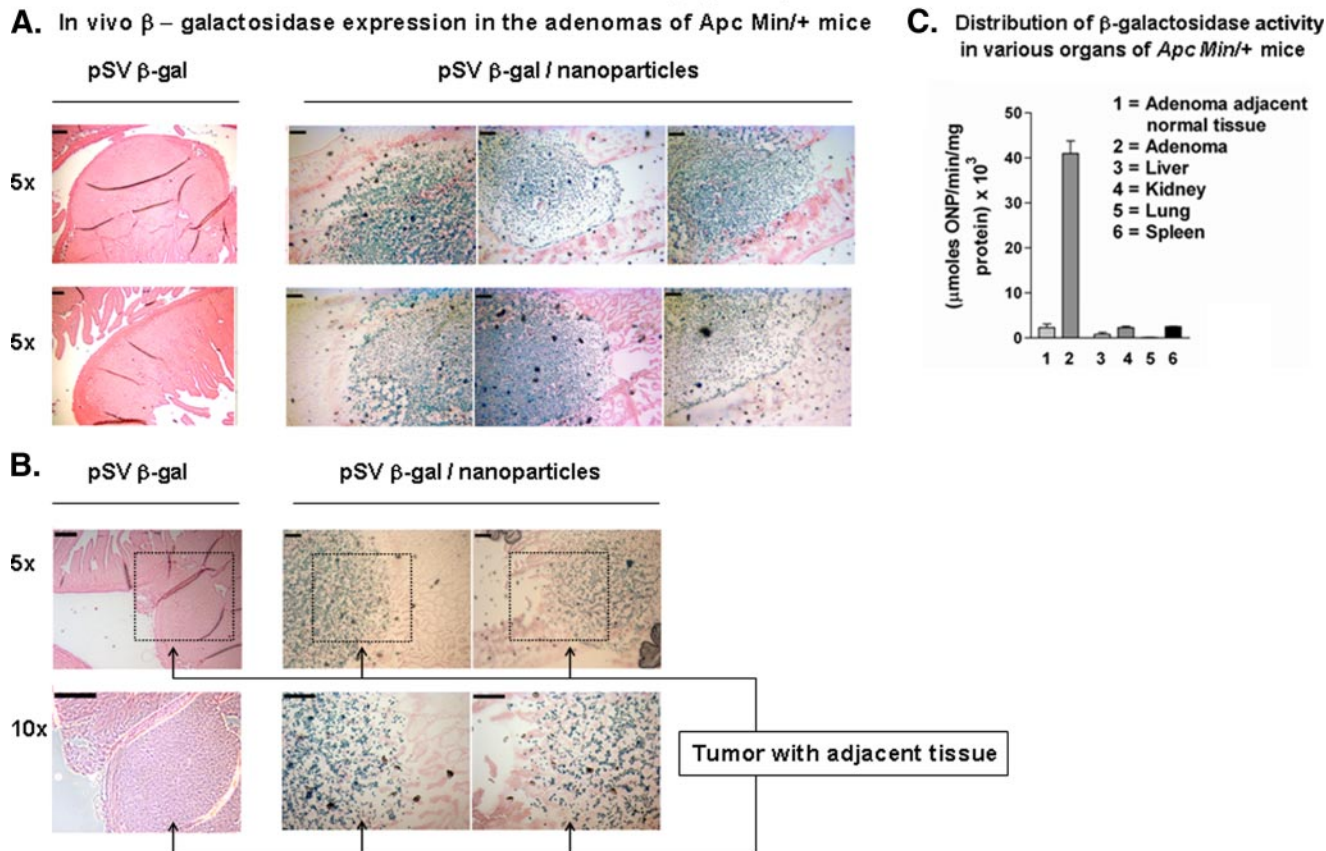 A. In vivo β – galactosidase expression in the adenomas of Apc Min/+ mice
pSV β-gal
pSV β-gal / nanoparticles
5x
5x
B.
pSV β-gal
pSV β-gal / nanoparticles
5x
10x
Tumor with adjacent tissue
C. Distribution of β-galactosidase activity
in various organs of Apc Min/+ mice
(μmoles ONP/min/mg
protein) x 10³
50
40
30
20
10
0
1 2 3 4 5 6
1 = Adenoma adjacent
normal tissue
2 = Adenoma
3 = Liver
4 = Kidney
5 = Lung
6 = Spleen